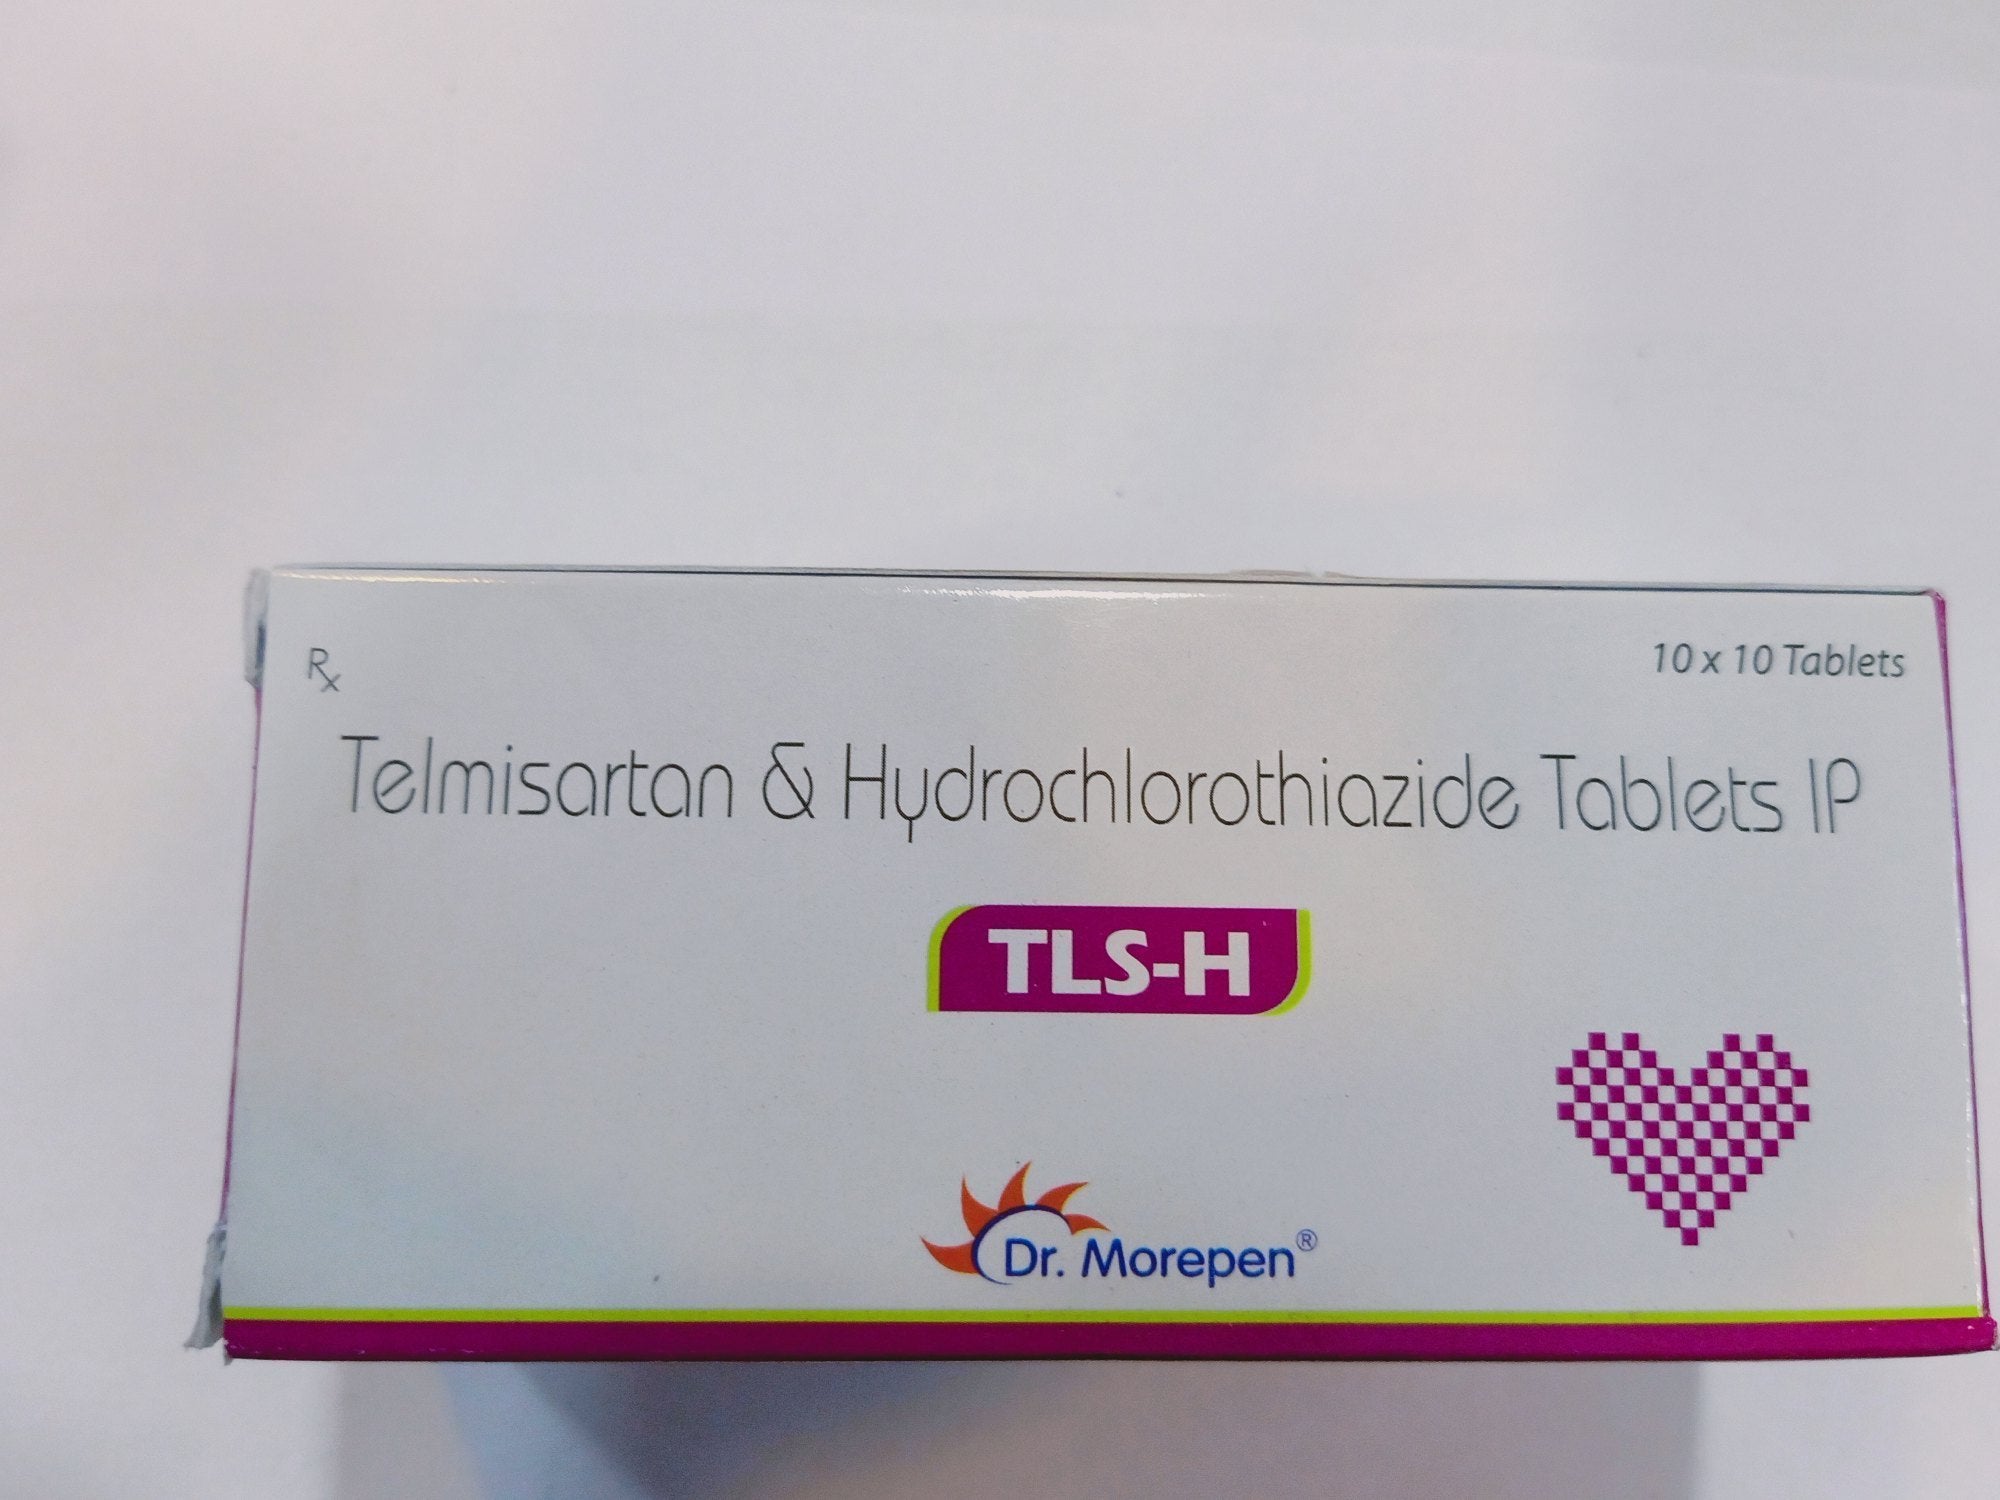 Rx
10 x 10 Tablets
Telmisartan & Hydrochlorothiazide Tablets IP
TLS-H
Dr. Morepen®